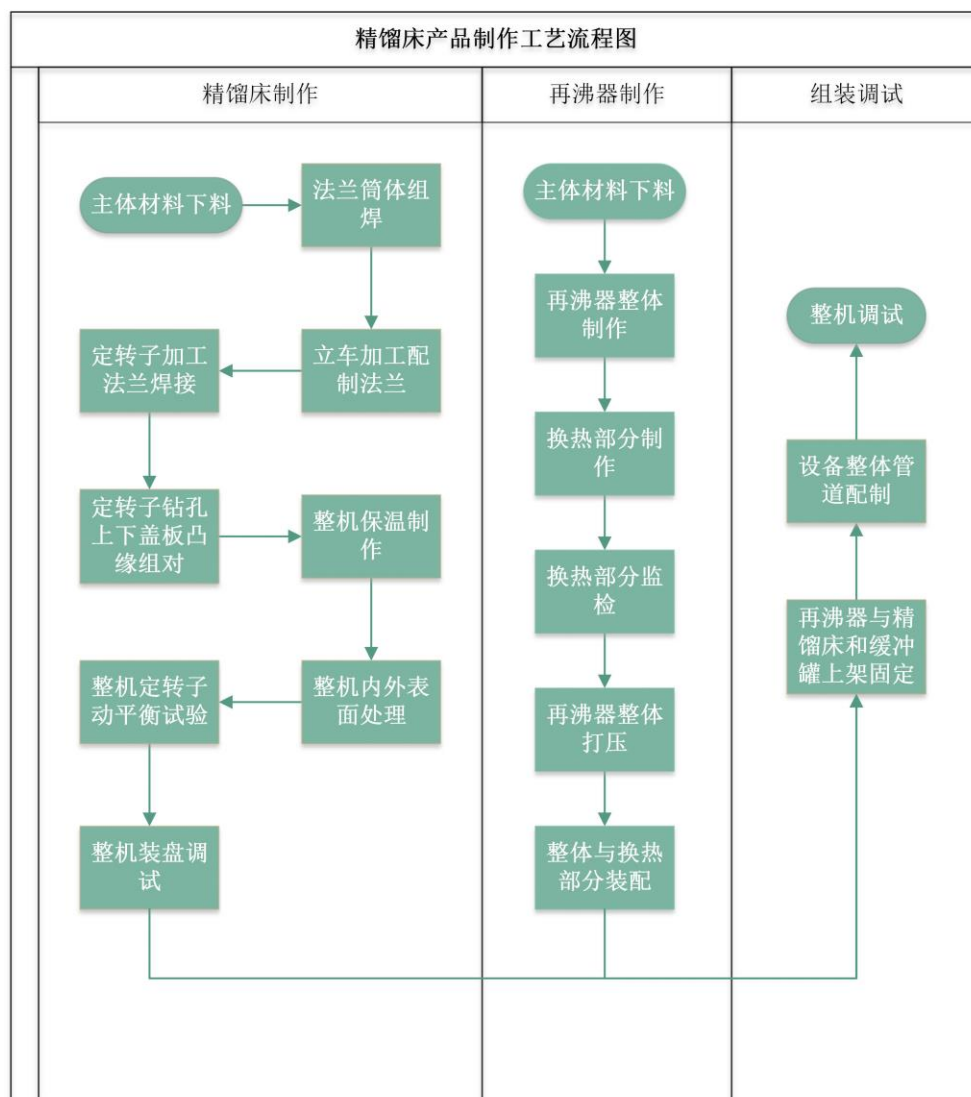 精馏床产品制作工艺流程图
精馏床制作
再沸器制作
组装调试
主体材料下料
法兰筒体组
焊
立车加工配
制法兰
定转子加工
法兰焊接
定转子钻孔
上下盖板凸
缘组对
整机保温制
作
整机内外表
面处理
整机定转子
动平衡试验
整机装盘调
试
主体材料下料
再沸器整体
制作
换热部分制
作
换热部分监
检
再沸器整体
打压
整体与换热
部分装配
再沸器与精
馏床和缓冲
罐上架固定
设备整体管
道配制
整机调试